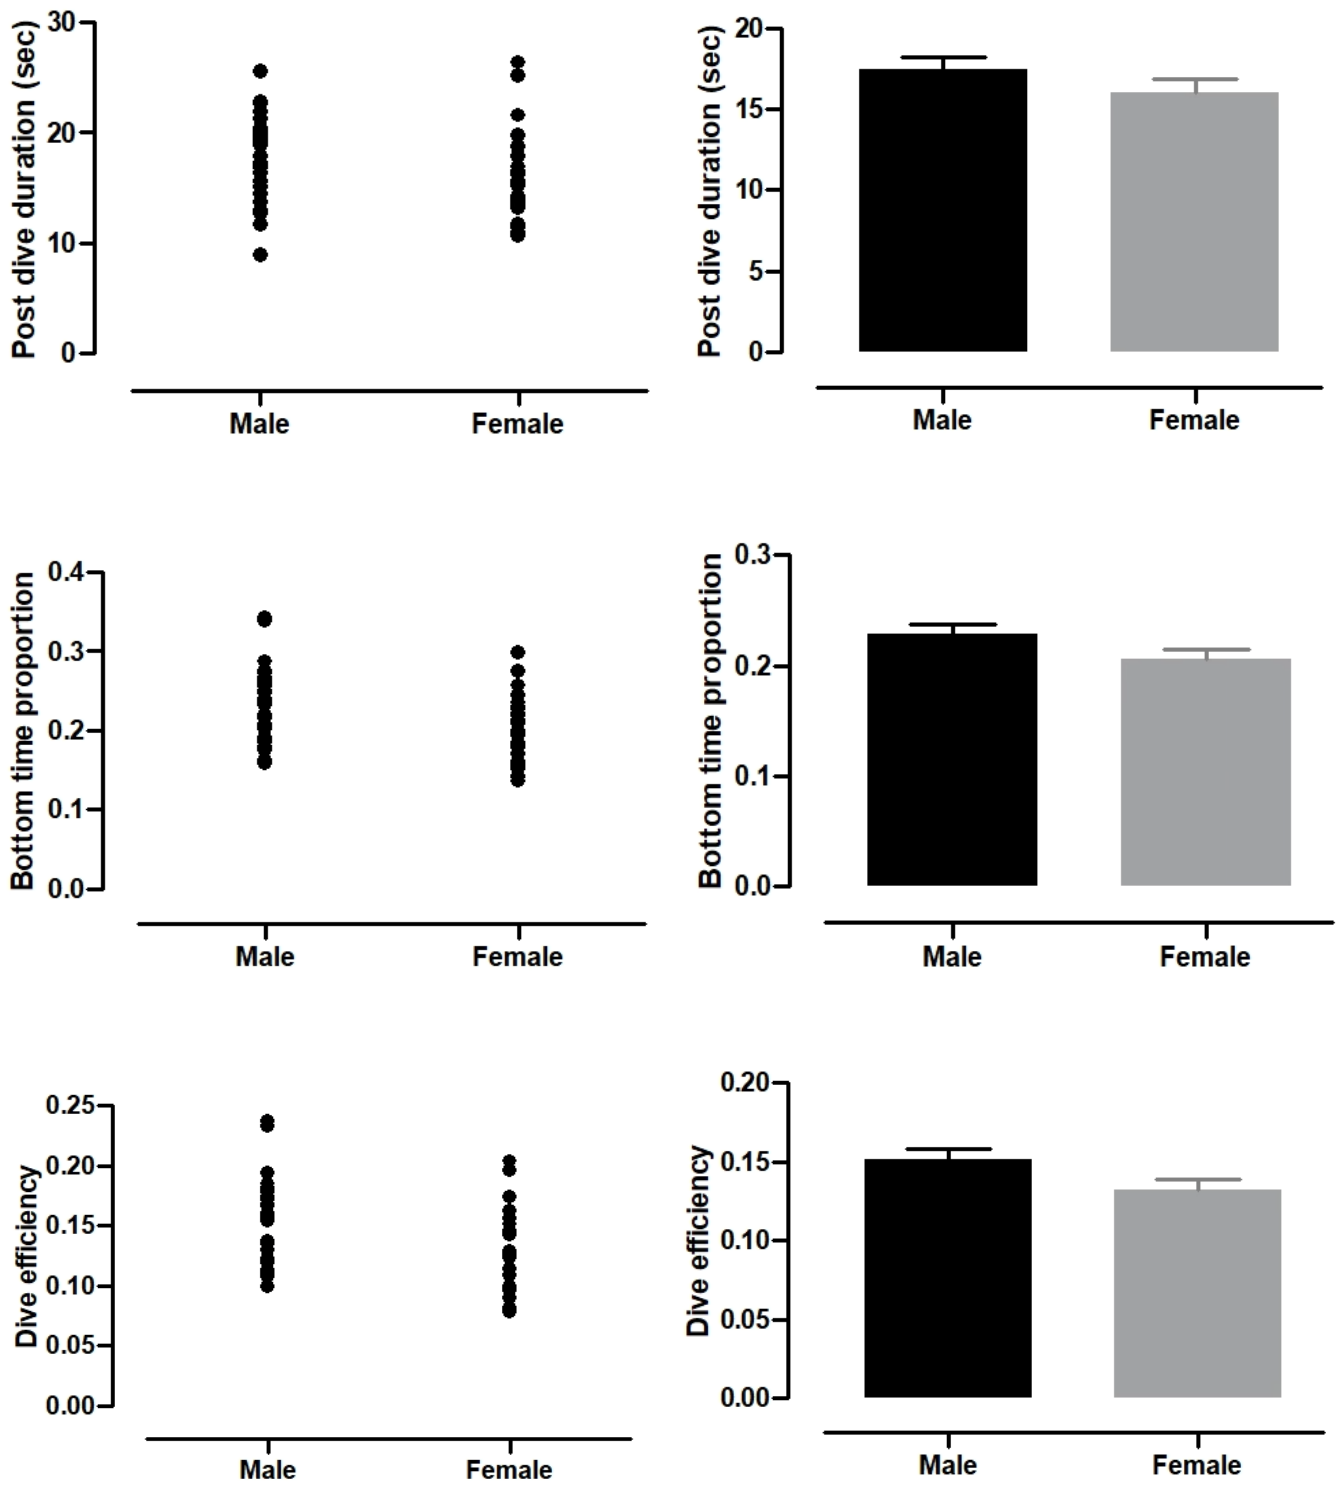 Post dive duration (sec)
30
20
10
0
Male
Female
Post dive duration (sec)
20
15
10
5
0
Male
Female
Bottom time proportion
0.4
0.3
0.2
0.1
0.0
Male
Female
Bottom time proportion
0.3
0.2
0.1
0.0
Male
Female
Dive efficiency
0.25
0.20
0.15
0.10
0.05
0.00
Male
Female
Dive efficiency
0.20
0.15
0.10
0.05
0.00
Male
Female